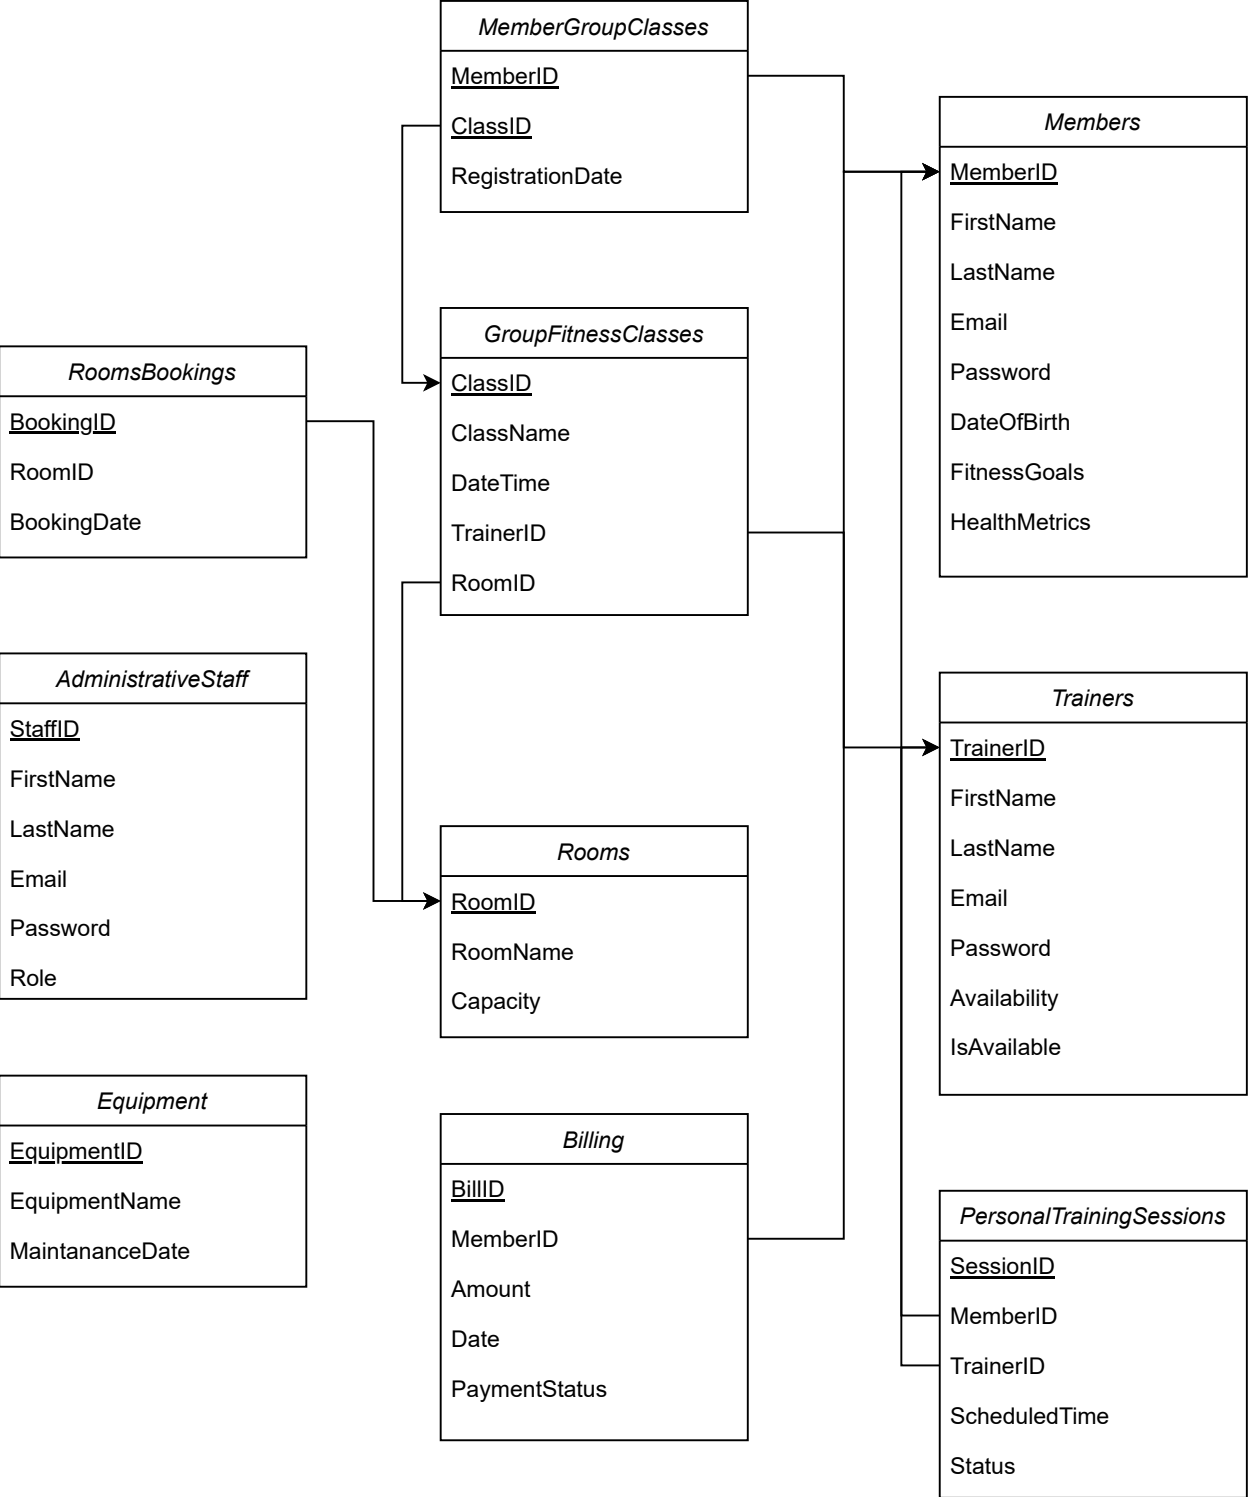 MemberGroupClasses
MemberID
ClassID
RegistrationDate
Members
MemberID
FirstName
LastName
Email
Password
DateOfBirth
FitnessGoals
HealthMetrics
GroupFitnessClasses
ClassID
ClassName
DateTime
TrainerID
RoomID
RoomsBookings
BookingID
RoomID
BookingDate
AdministrativeStaff
StaffID
FirstName
LastName
Email
Password
Role
Trainers
TrainerID
FirstName
LastName
Email
Password
Availability
IsAvailable
Rooms
RoomID
RoomName
Capacity
Equipment
EquipmentID
EquipmentName
MaintananceDate
Billing
BillID
MemberID
Amount
Date
PaymentStatus
PersonalTrainingSessions
SessionID
MemberID
TrainerID
ScheduledTime
Status